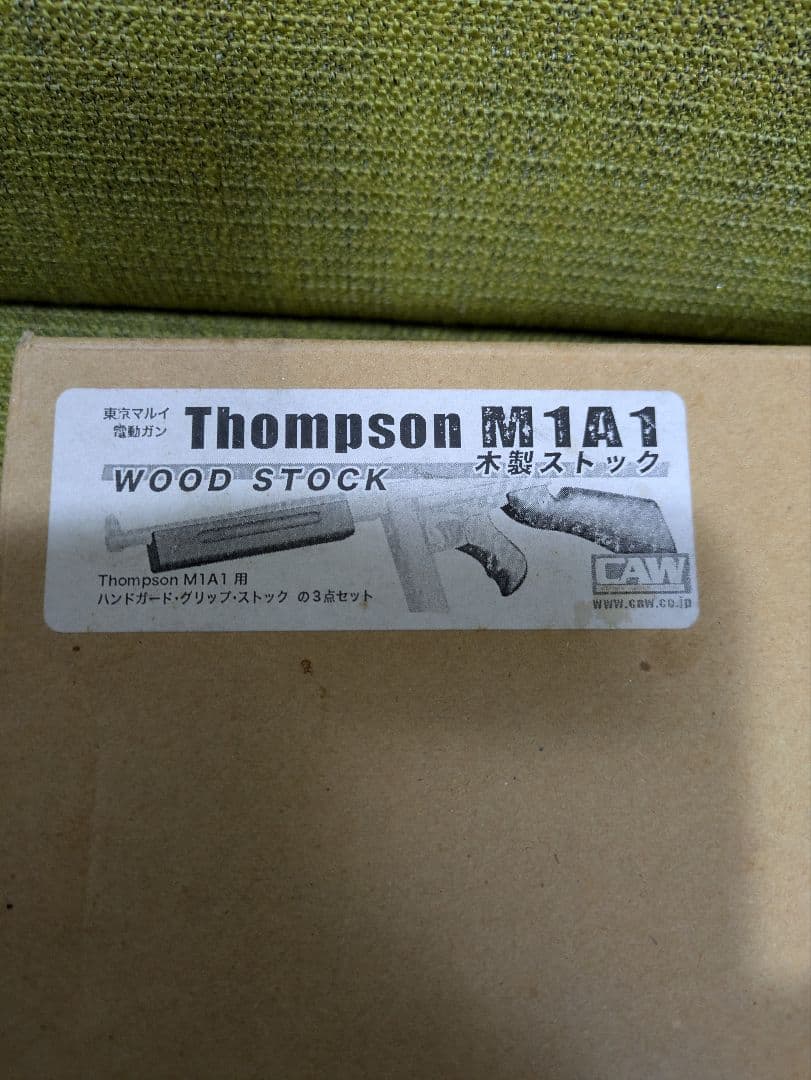 東京マルイ
電動ガン
Thompson M1A1
木製ストック
WOOD STOCK
Thompson M1A1 用
ハンドガード・グリップ・ストック の3点セット
CAW
www.caw.co.jp